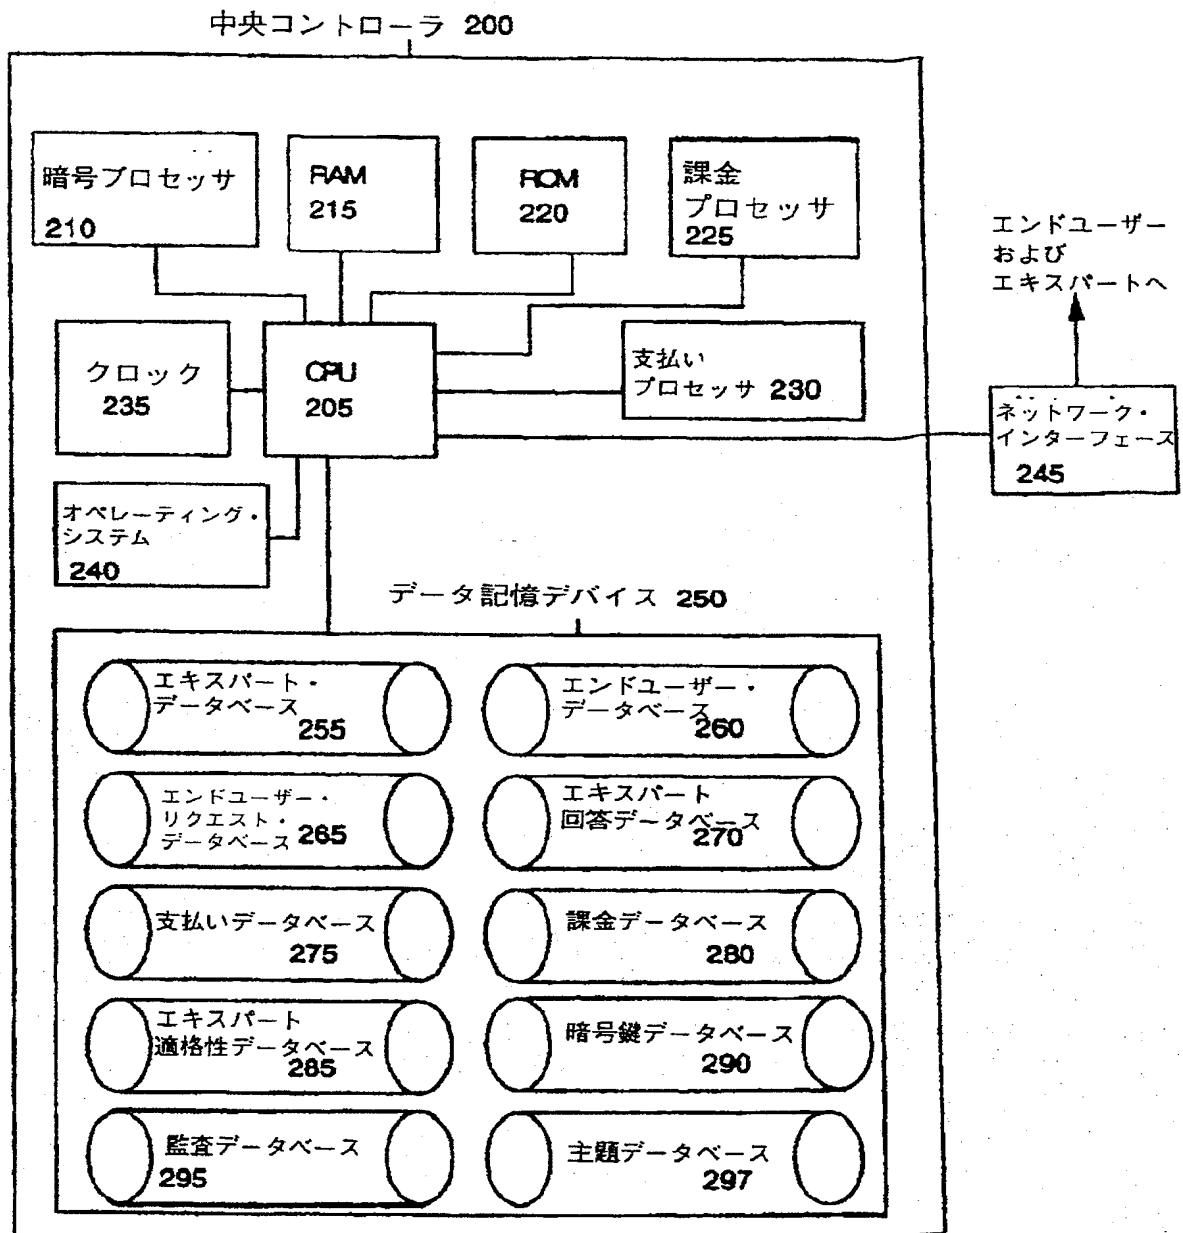 中央コントローラ 200
暗号プロセッサ
210
RAM
215
ROM
220
課金
プロセッサ
225
エンドユーザー
および
エキスパートへ
クロック
235
CPU
205
支払い
プロセッサ 230
ネットワーク・
インターフェース
245
オペレーティング・
システム
240
データ記憶デバイス 250
エキスパート・
データベース
255
エンドユーザー・
データベース
260
エンドユーザー・
リクエスト・
データベース 265
エキスパート
回答データベース
270
支払いデータベース
275
課金データベース
280
エキスパート
適格性データベース
285
暗号鍵データベース
290
監査データベース
295
主題データベース
297